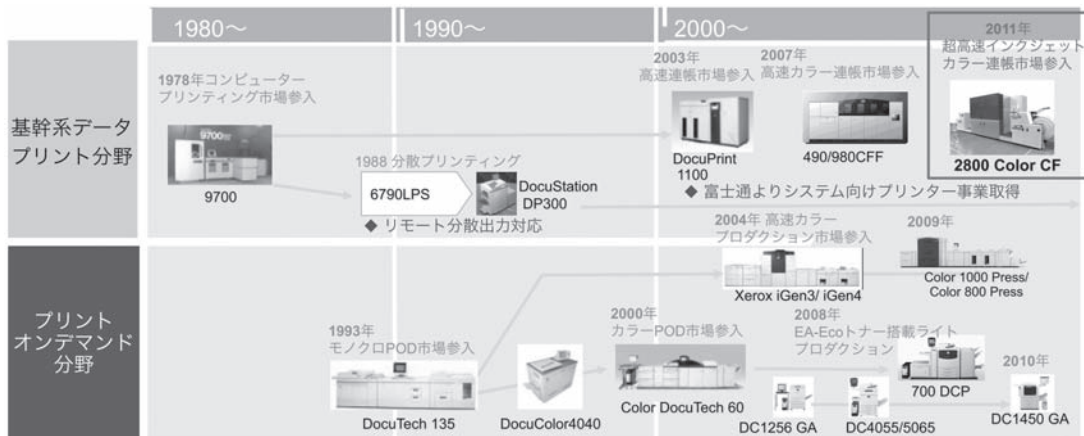 1980〜
1990〜
2000〜
基幹系データ
プリント分野
1978年コンピューター
プリンティング市場参入
9700
9700
1988 分散プリンティング
6790LPS
DocuStation
DP300
◆ リモート分散出力対応
2003年
高速連帳市場参入
DocuPrint
1100
2007年
高速カラー連帳市場参入
490/980CFF
2011年
超高速インクジェット
カラー連帳市場参入
2800 Color CF
◆ 富士通よりシステム向けプリンター事業取得
プリント
オンデマンド
分野
1993年
モノクロPOD市場参入
DocuTech 135
DocuColor4040
2000年
カラーPOD市場参入
Color DocuTech 60
2004年 高速カラー
プロダクション市場参入
Xerox iGen3/ iGen4
2009年
Color 1000 Press/
Color 800 Press
2008年
EA-Ecoトナー搭載ライト
プロダクション
700 DCP
DC1256 GA
DC4055/5065
2010年
DC1450 GA